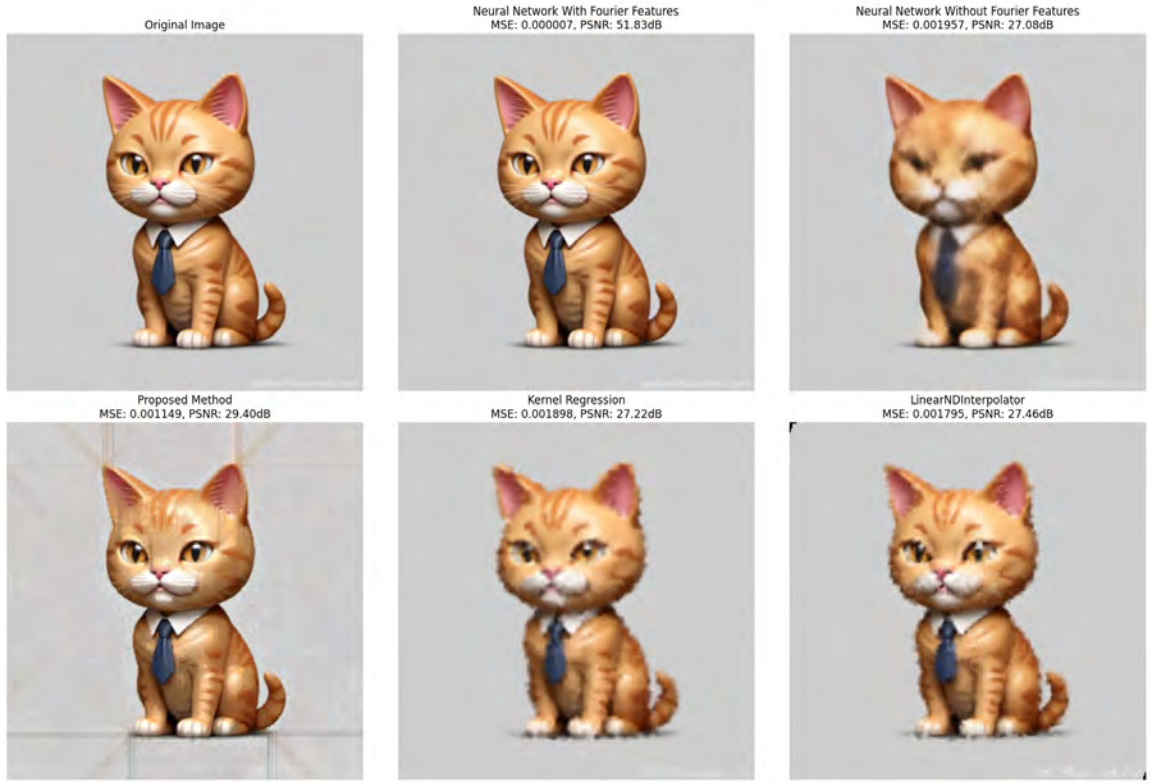 Original Image
Neural Network With Fourier Features
MSE: 0.000007, PSNR: 51.83dB
Neural Network Without Fourier Features
MSE: 0.001957, PSNR: 27.08dB
Proposed Method
MSE: 0.001149, PSNR: 29.40dB
Kernel Regression
MSE: 0.001898, PSNR: 27.22dB
LinearNDInterpolator
MSE: 0.001795, PSNR: 27.46dB